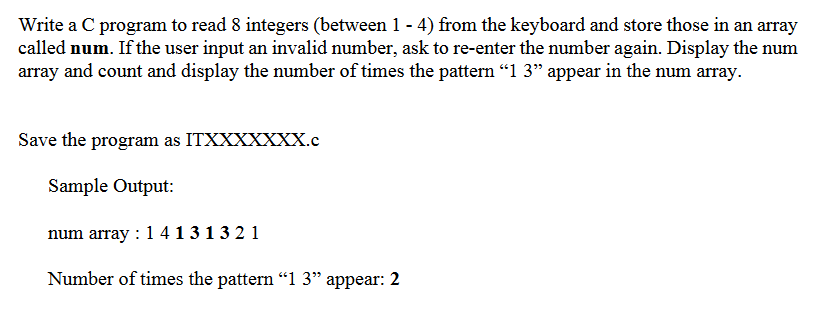 Write a C program to read 8 integers (between 1 - 4) from the keyboard and store those in an array
called num. If the user input an invalid number, ask to re-enter the number again. Display the num
array and count and display the number of times the pattern “1 3” appear in the num array.
Save the program as ITXXXXXXX.c
Sample Output:
num array : 1 4 1 3 1 3 2 1
Number of times the pattern “1 3” appear: 2